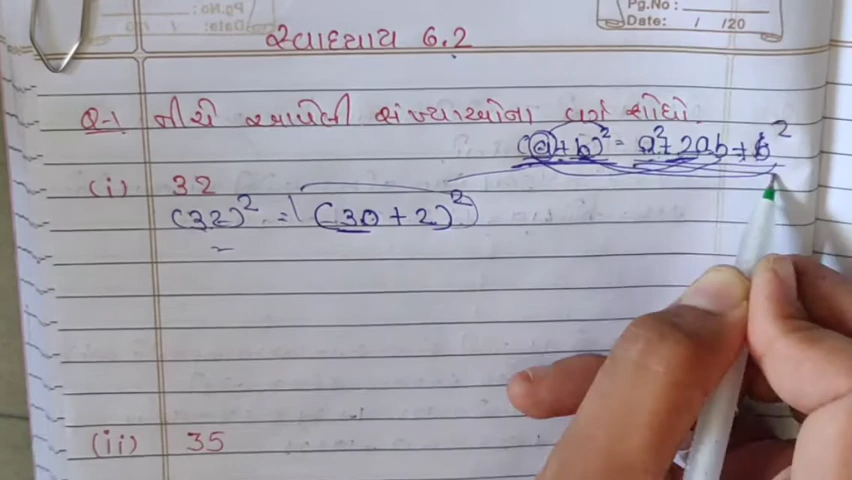 Pg.No :
Date: / /20
સ્વાધ્યાય 6.2
Q-1 નીચે આપેલી સંખ્યાઓના વર્ગ શોધો.
(a+b)² = a²+2ab+b²
(i) 32
(32)² = (30+2)²
(ii) 35